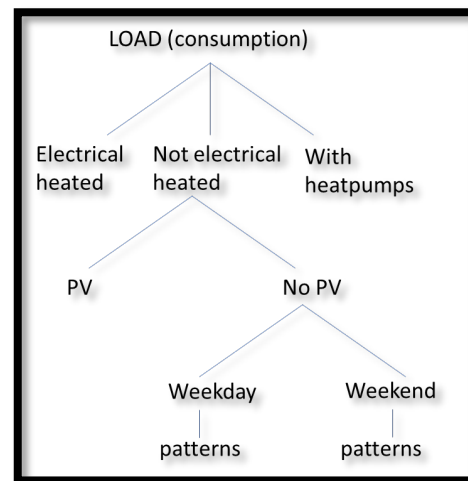 LOAD (consumption)
Electrical heated
Not electrical heated
With heatpumps
PV
No PV
Weekday
Weekend
patterns
patterns